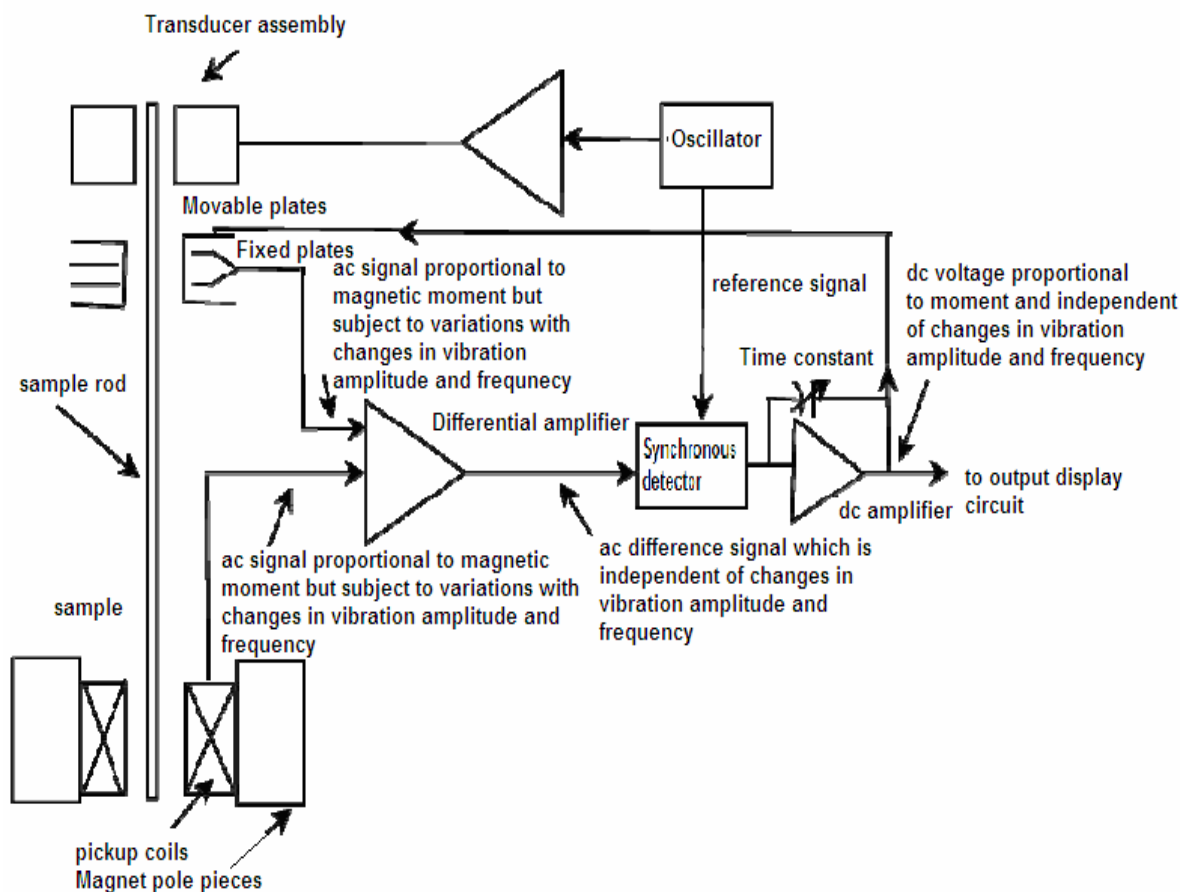 Transducer assembly
Oscillator
Movable plates
Fixed plates
ac signal proportional to
magnetic moment but
subject to variations with
changes in vibration
amplitude and frequnecy
reference signal
dc voltage proportional
to moment and independent
of changes in vibration
amplitude and frequency
Time constant
sample rod
Differential amplifier
Synchronous
detector
dc amplifier
to output display
circuit
ac signal proportional to magnetic
moment but subject to variations with
changes in vibration amplitude and
frequency
ac difference signal which is
independent of changes in
vibration amplitude and
frequency
sample
pickup coils
Magnet pole pieces